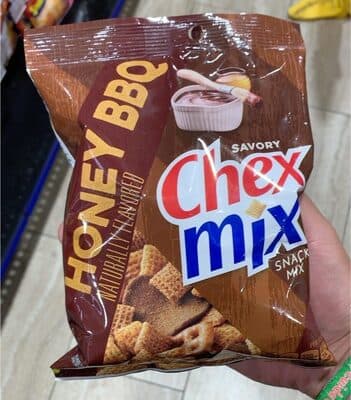 HONEY BBQ
NATURALLY FLAVORED
SAVORY
Chex
mix
SNACK
MIX